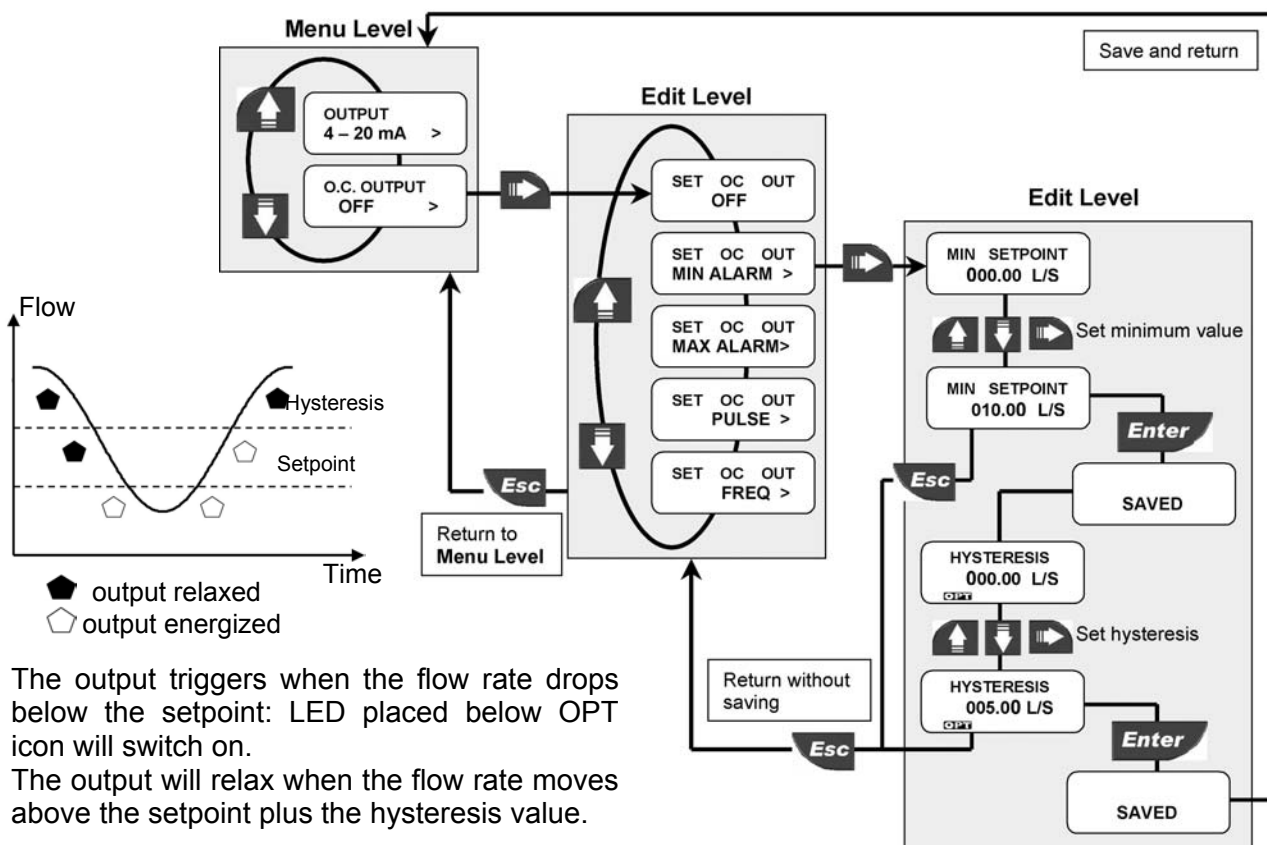 Menu Level
Save and return
OUTPUT
4 – 20 mA >
O.C. OUTPUT
OFF >
Edit Level
SET OC OUT
OFF
SET OC OUT
MIN ALARM >
SET OC OUT
MAX ALARM>
SET OC OUT
PULSE >
SET OC OUT
FREQ >
Esc
Return to
Menu Level
Edit Level
MIN SETPOINT
000.00 L/S
Set minimum value
MIN SETPOINT
010.00 L/S
Enter
Esc
SAVED
HYSTERESIS
000.00 L/S
OPT
Set hysteresis
HYSTERESIS
005.00 L/S
OPT
Enter
Return without
saving
Esc
SAVED
Flow
Hysteresis
Setpoint
Time
output relaxed
output energized
The output triggers when the flow rate drops
below the setpoint: LED placed below OPT
icon will switch on.
The output will relax when the flow rate moves
above the setpoint plus the hysteresis value.